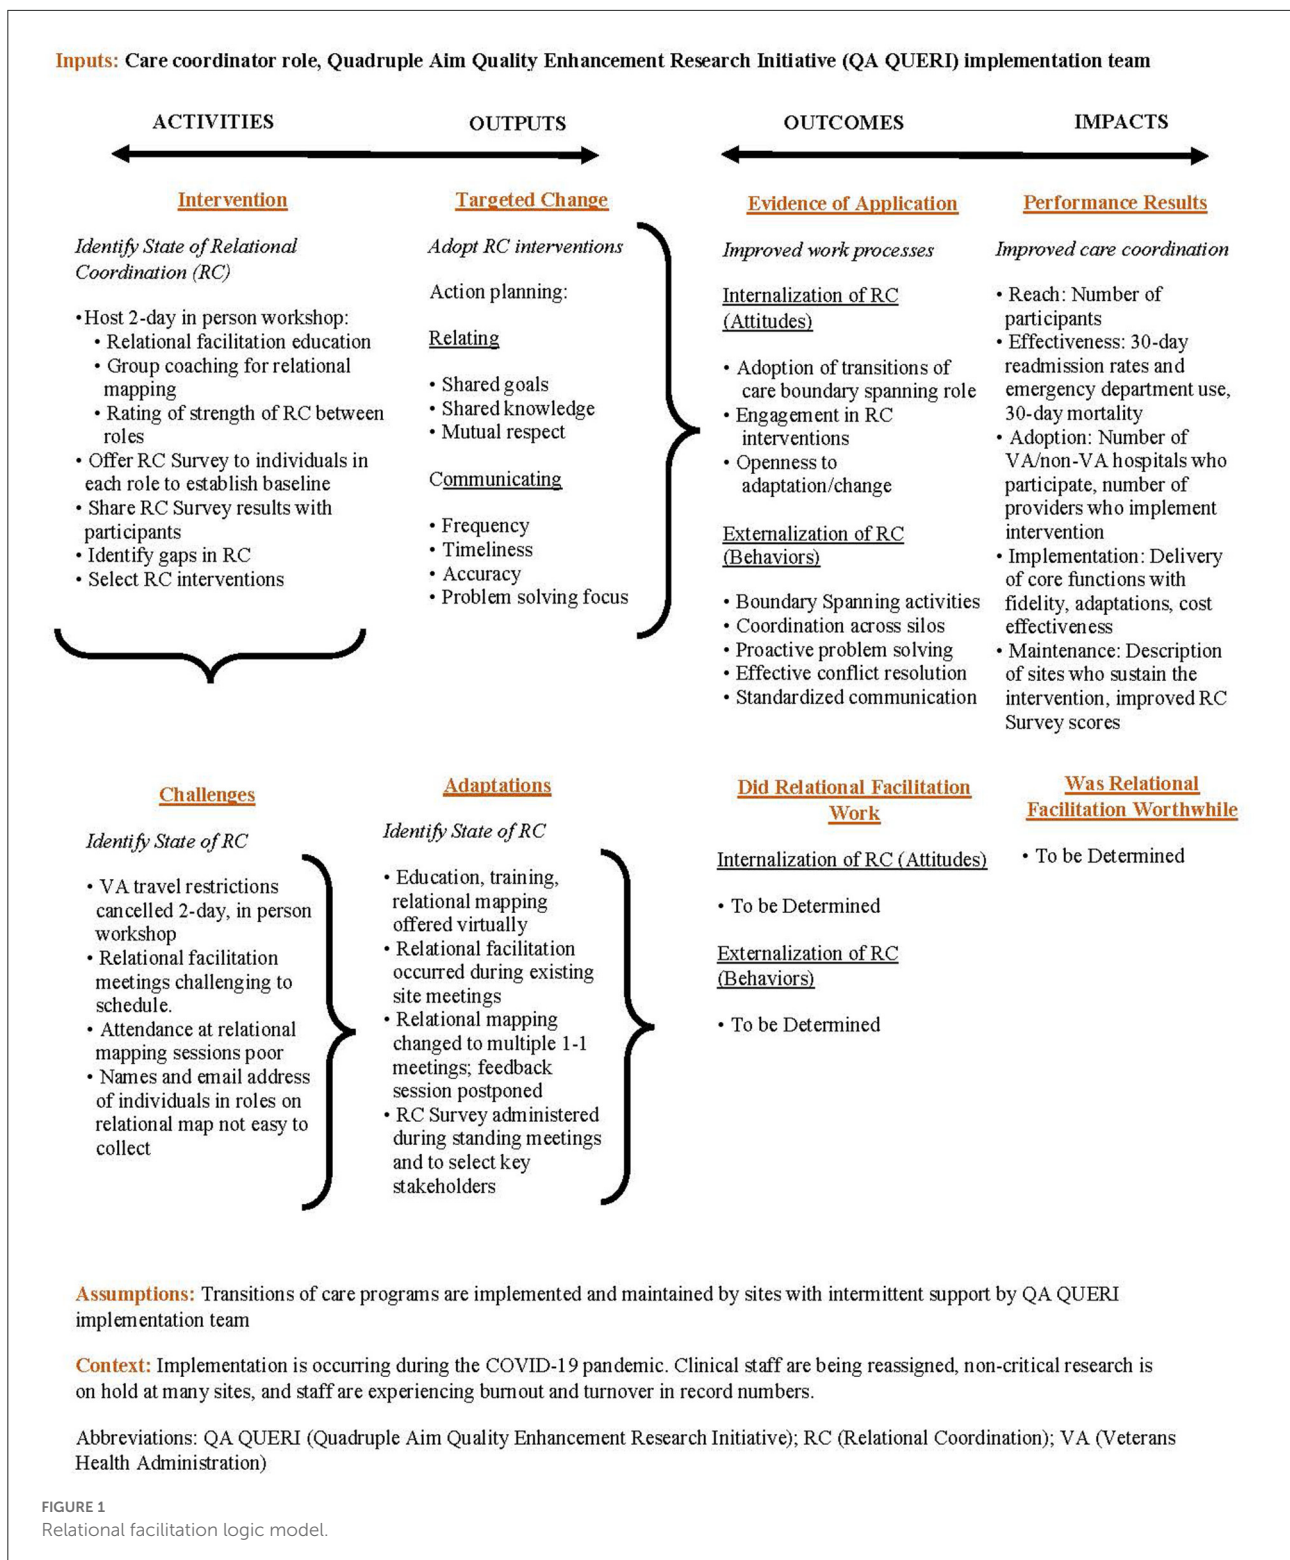 Inputs: Care coordinator role, Quadruple Aim Quality Enhancement Research Initiative (QA QUERI) implementation team
ACTIVITIES
OUTPUTS
OUTCOMES
IMPACTS
Intervention
Identify State of Relational
Coordination (RC)
•Host 2-day in person workshop:
• Relational facilitation education
• Group coaching for relational
mapping
• Rating of strength of RC between
roles
• Offer RC Survey to individuals in
each role to establish baseline
• Share RC Survey results with
participants
• Identify gaps in RC
• Select RC interventions
Targeted Change
Adopt RC interventions
Action planning:
Relating
• Shared goals
• Shared knowledge
• Mutual respect
Communicating
• Frequency
• Timeliness
• Accuracy
• Problem solving focus
Evidence of Application
Improved work processes
Internalization of RC
(Attitudes)
• Adoption of transitions of
care boundary spanning role
• Engagement in RC
interventions
• Openness to
adaptation/change
Externalization of RC
(Behaviors)
• Boundary Spanning activities
• Coordination across silos
• Proactive problem solving
• Effective conflict resolution
• Standardized communication
Performance Results
Improved care coordination
• Reach: Number of
participants
• Effectiveness: 30-day
readmission rates and
emergency department use,
30-day mortality
• Adoption: Number of
VA/non-VA hospitals who
participate, number of
providers who implement
intervention
• Implementation: Delivery
of core functions with
fidelity, adaptations, cost
effectiveness
• Maintenance: Description
of sites who sustain the
intervention, improved RC
Survey scores
Challenges
Identify State of RC
• VA travel restrictions
cancelled 2-day, in person
workshop
• Relational facilitation
meetings challenging to
schedule.
• Attendance at relational
mapping sessions poor
• Names and email address
of individuals in roles on
relational map not easy to
collect
Adaptations
Identify State of RC
• Education, training,
relational mapping
offered virtually
• Relational facilitation
occurred during existing
site meetings
• Relational mapping
changed to multiple 1-1
meetings; feedback
session postponed
• RC Survey administered
during standing meetings
and to select key
stakeholders
Did Relational Facilitation
Work
Internalization of RC (Attitudes)
• To be Determined
Externalization of RC
(Behaviors)
• To be Determined
Was Relational
Facilitation Worthwhile
• To be Determined
Assumptions: Transitions of care programs are implemented and maintained by sites with intermittent support by QA QUERI
implementation team
Context: Implementation is occurring during the COVID-19 pandemic. Clinical staff are being reassigned, non-critical research is
on hold at many sites, and staff are experiencing burnout and turnover in record numbers.
Abbreviations: QA QUERI (Quadruple Aim Quality Enhancement Research Initiative); RC (Relational Coordination); VA (Veterans
Health Administration)
FIGURE 1
Relational facilitation logic model.